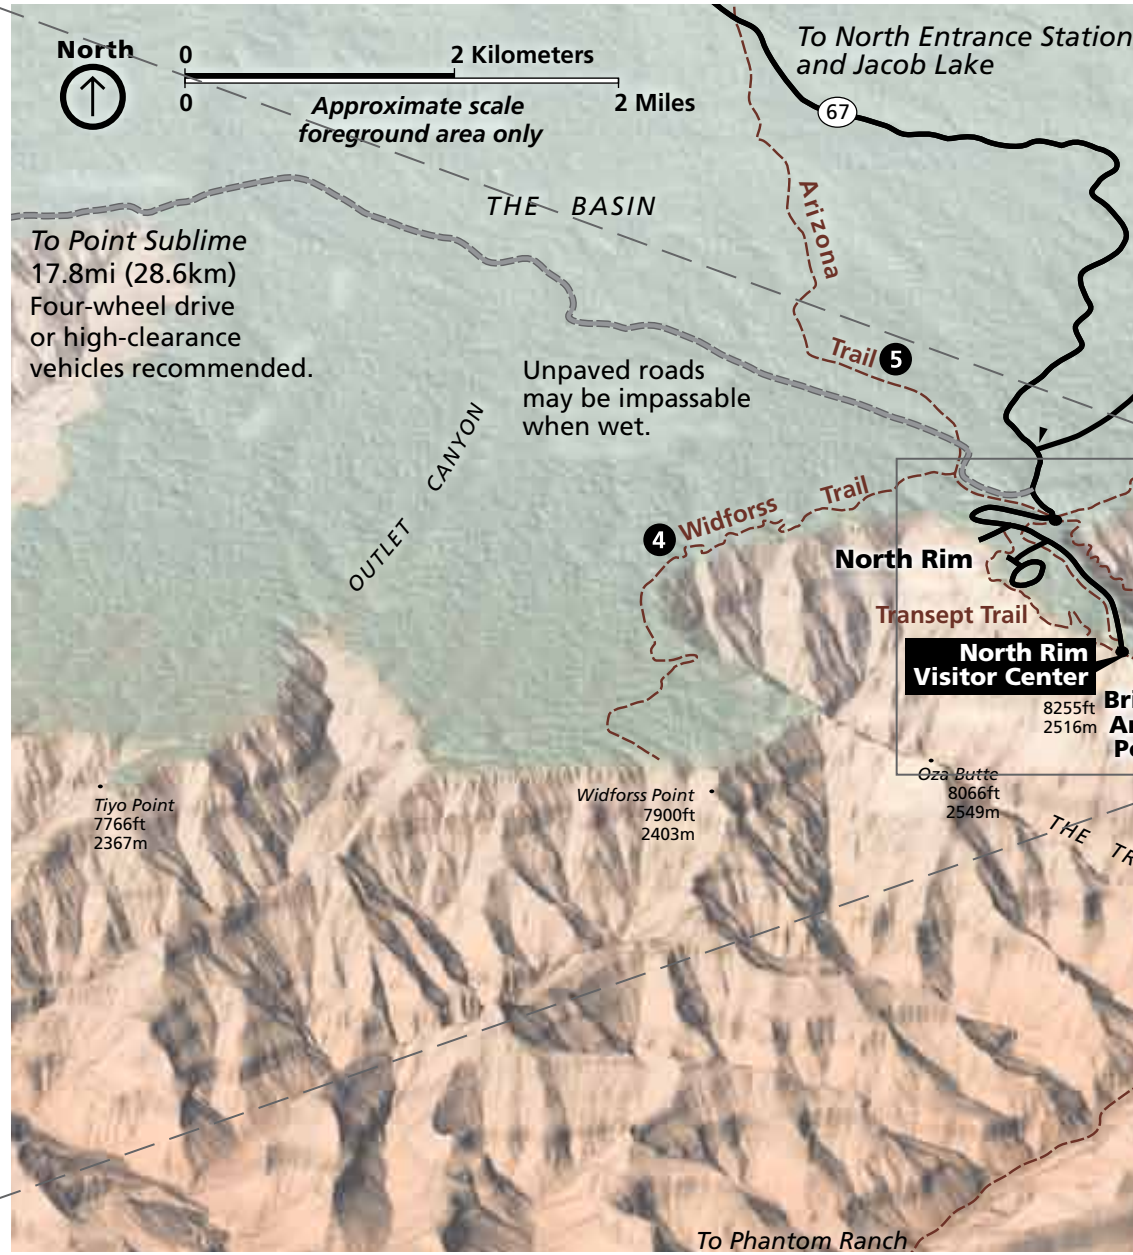 North
0
2 Kilometers
0
2 Miles
Approximate scale
foreground area only
To North Entrance Station
and Jacob Lake
67
THE BASIN
Arizona
Trail 5
To Point Sublime
17.8mi (28.6km)
Four-wheel drive
or high-clearance
vehicles recommended.
Unpaved roads
may be impassable
when wet.
OUTLET CANYON
4 Widforss Trail
North Rim
Transept Trail
North Rim
Visitor Center
8255ft
2516m
Bri
Ar
Po
Tiyo Point
7766ft
2367m
Widforss Point
7900ft
2403m
Oza Butte
8066ft
2549m
THE TR
To Phantom Ranch